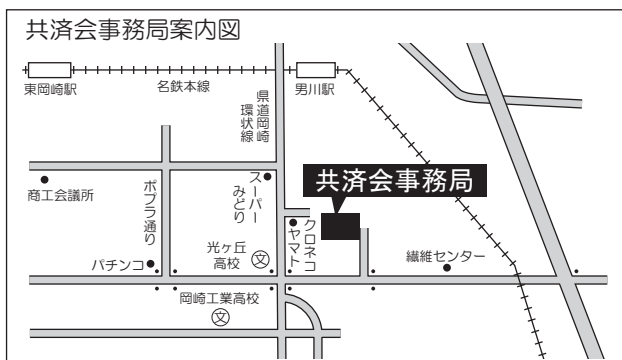 共済会事務局案内図
東岡崎駅
名鉄本線
男川駅
県道岡崎
環状線
共済会事務局
商工会議所
ポプラ通り
スーパー
みどり
クロネコ
ヤマト
光ヶ丘
高校
文
パチンコ
繊維センター
岡崎工業高校
文